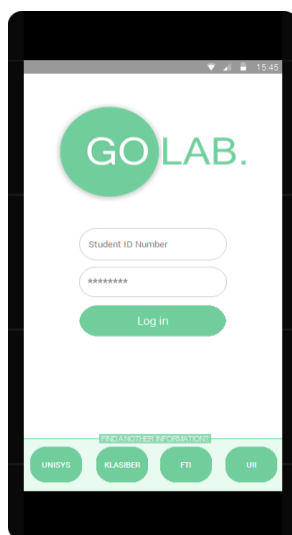 15:45
GO LAB.
Student ID Number
********
Log in
FIND ANOTHER INFORMATION?
UNISYS KLASIBER FTI UII